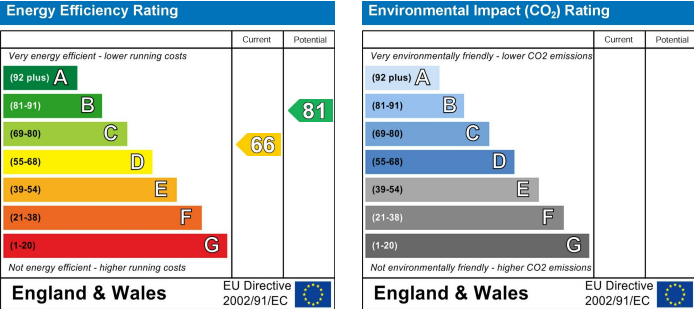 Energy Efficiency Rating
Current Potential
Very energy efficient - lower running costs
(92 plus) A
(81-91) B
81
(69-80) C
66
(55-68) D
(39-54) E
(21-38) F
(1-20) G
Not energy efficient - higher running costs
England & Wales
EU Directive
2002/91/EC
Environmental Impact (CO₂) Rating
Current Potential
Very environmentally friendly - lower CO2 emissions
(92 plus) A
(81-91) B
(69-80) C
(55-68) D
(39-54) E
(21-38) F
(1-20) G
Not environmentally friendly - higher CO2 emissions
England & Wales
EU Directive
2002/91/EC